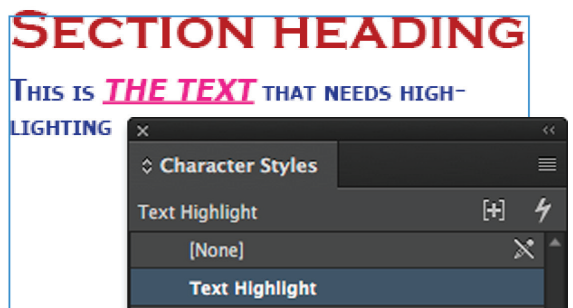 SECTION HEADING
THIS IS THE TEXT THAT NEEDS HIGH-
LIGHTING
Character Styles
Text Highlight
[None]
Text Highlight